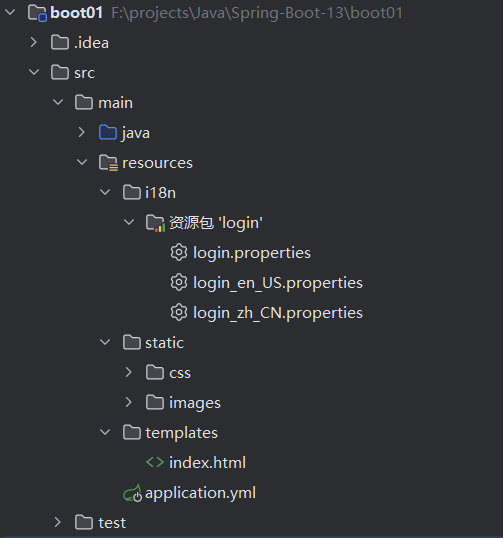 boot01 F:\projects\Java\Spring-Boot-13\boot01
.idea
src
main
java
resources
i18n
资源包 'login'
login.properties
login_en_US.properties
login_zh_CN.properties
static
css
images
templates
index.html
application.yml
test